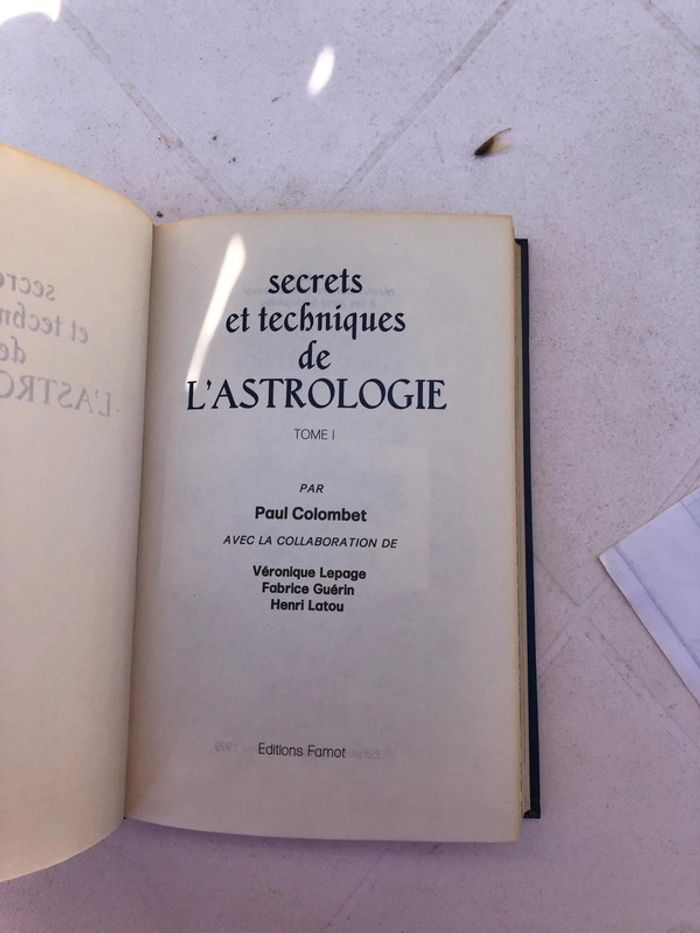 secrets
et techniques
de
L'ASTROLOGIE
TOME I
PAR
Paul Colombet
AVEC LA COLLABORATION DE
Véronique Lepage
Fabrice Guérin
Henri Latou
Editions Famot